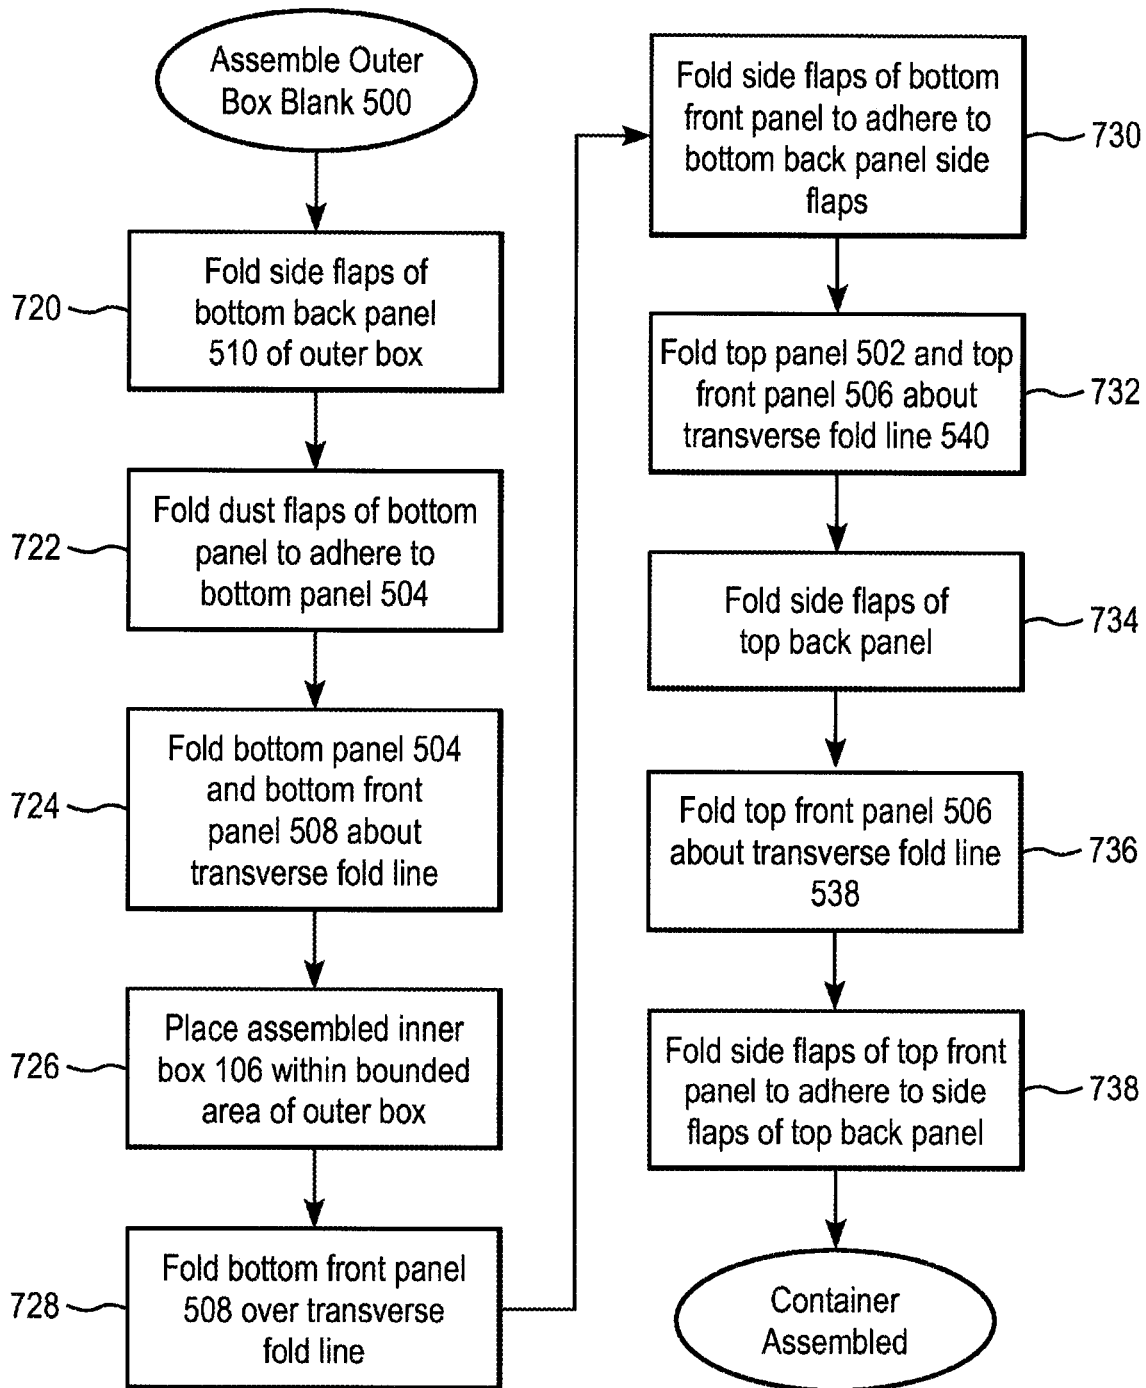 Assemble Outer
Box Blank 500
720
Fold side flaps of
bottom back panel
510 of outer box
722
Fold dust flaps of bottom
panel to adhere to
bottom panel 504
724
Fold bottom panel 504
and bottom front
panel 508 about
transverse fold line
726
Place assembled inner
box 106 within bounded
area of outer box
728
Fold bottom front panel
508 over transverse
fold line
Fold side flaps of bottom
front panel to adhere to
bottom back panel side
flaps
730
Fold top panel 502 and top
front panel 506 about
transverse fold line 540
732
Fold side flaps of
top back panel
734
Fold top front panel 506
about transverse fold line
538
736
Fold side flaps of top front
panel to adhere to side
flaps of top back panel
738
Container
Assembled